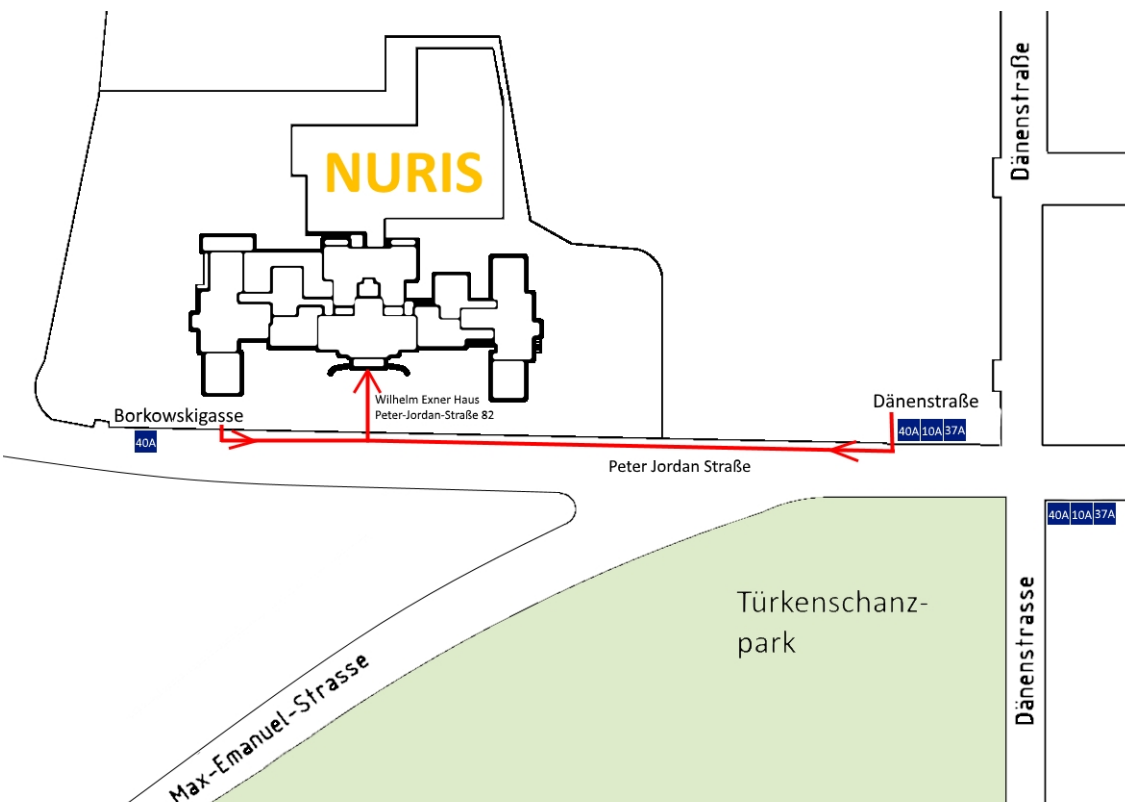 Dänenstraße
NURIS
Wilhelm Exner Haus
Peter-Jordan-Straße 82
Borkowskigasse
40A
Dänenstraße
40A 10A 37A
Peter Jordan Straße
40A 10A 37A
Türkenschanz-
park
Dänenstrasse
Max-Emanuel-Strasse